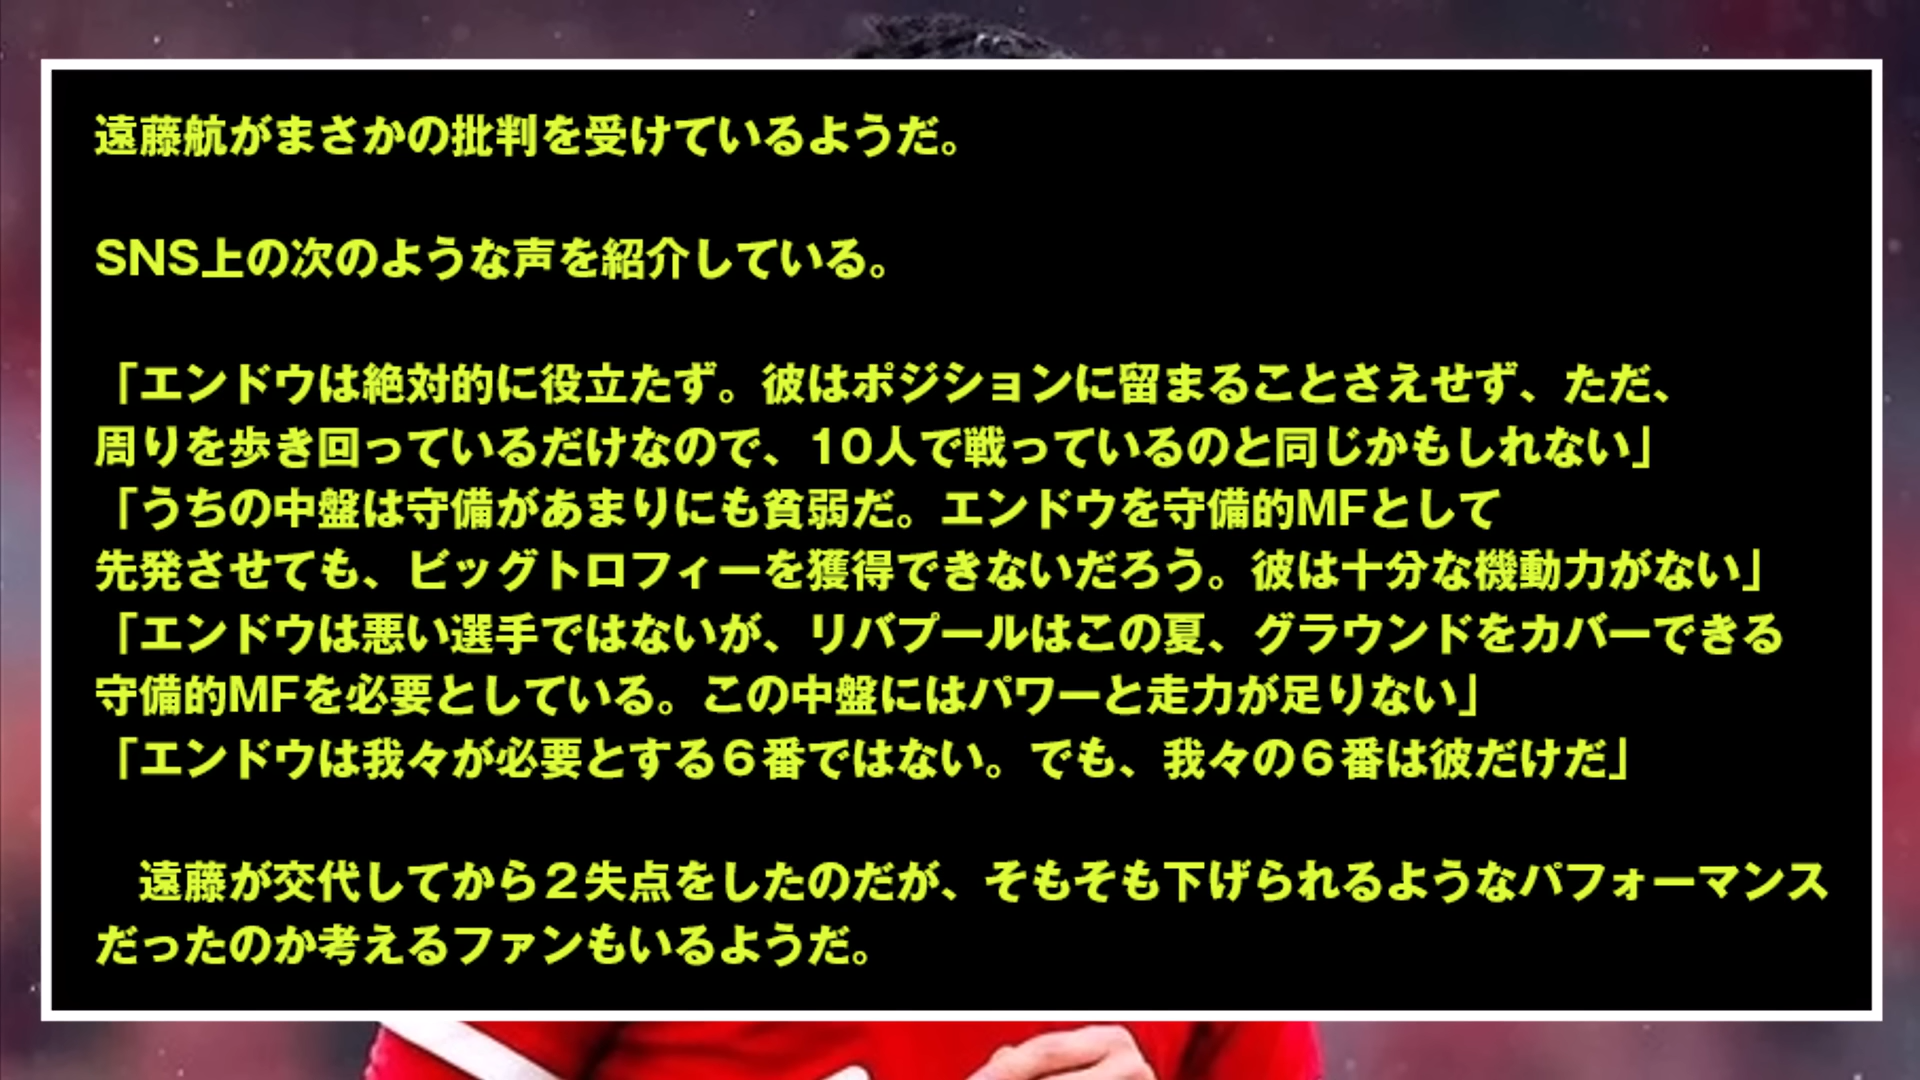 遠藤航がまさかの批判を受けているようだ。
SNS上の次のような声を紹介している。
「エンドウは絶対的に役立たず。彼はポジションに留まることさえせず、ただ、
周りを歩き回っているだけなので、10人で戦っているのと同じかもしれない」
「うちの中盤は守備があまりにも貧弱だ。エンドウを守備的MFとして
先発させても、ビッグトロフィーを獲得できないだろう。彼は十分な機動力がない」
「エンドウは悪い選手ではないが、リバプールはこの夏、グラウンドをカバーできる
守備的MFを必要としている。この中盤にはパワーと走力が足りない」
「エンドウは我々が必要とする６番ではない。でも、我々の６番は彼だけだ」
　遠藤が交代してから２失点をしたのだが、そもそも下げられるようなパフォーマンス
だったのか考えるファンもいるようだ。